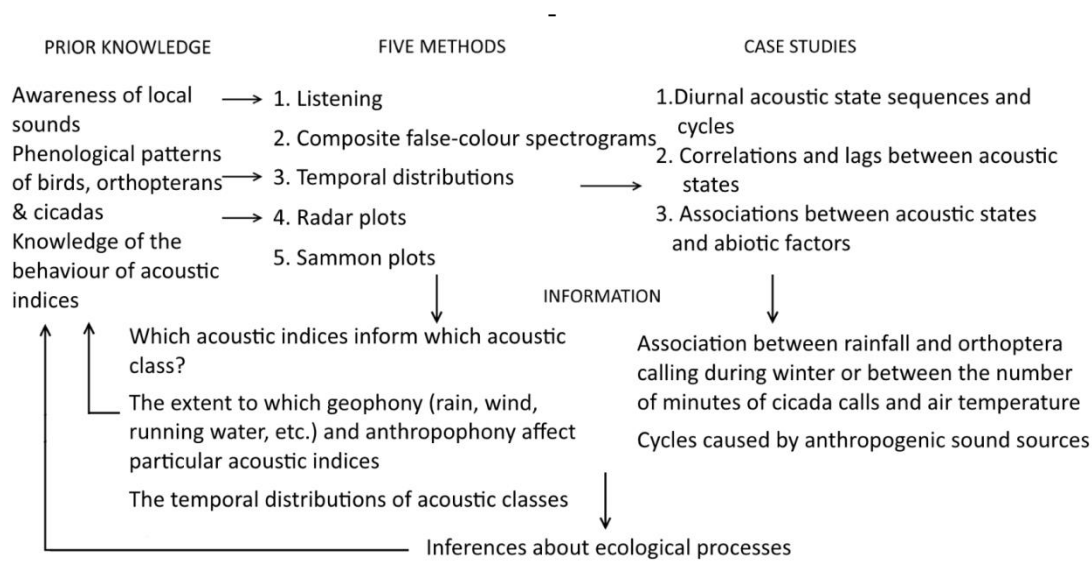 -
PRIOR KNOWLEDGE
Awareness of local
sounds
Phenological patterns
of birds, orthopterans
& cicadas
Knowledge of the
behaviour of acoustic
indices
FIVE METHODS
1. Listening
2. Composite false-colour spectrograms
3. Temporal distributions
4. Radar plots
5. Sammon plots
CASE STUDIES
1.Diurnal acoustic state sequences and
cycles
2. Correlations and lags between acoustic
states
3. Associations between acoustic states
and abiotic factors
INFORMATION
Which acoustic indices inform which acoustic
class?
The extent to which geophony (rain, wind,
running water, etc.) and anthropophony affect
particular acoustic indices
The temporal distributions of acoustic classes
Association between rainfall and orthoptera
calling during winter or between the number
of minutes of cicada calls and air temperature
Cycles caused by anthropogenic sound sources
Inferences about ecological processes